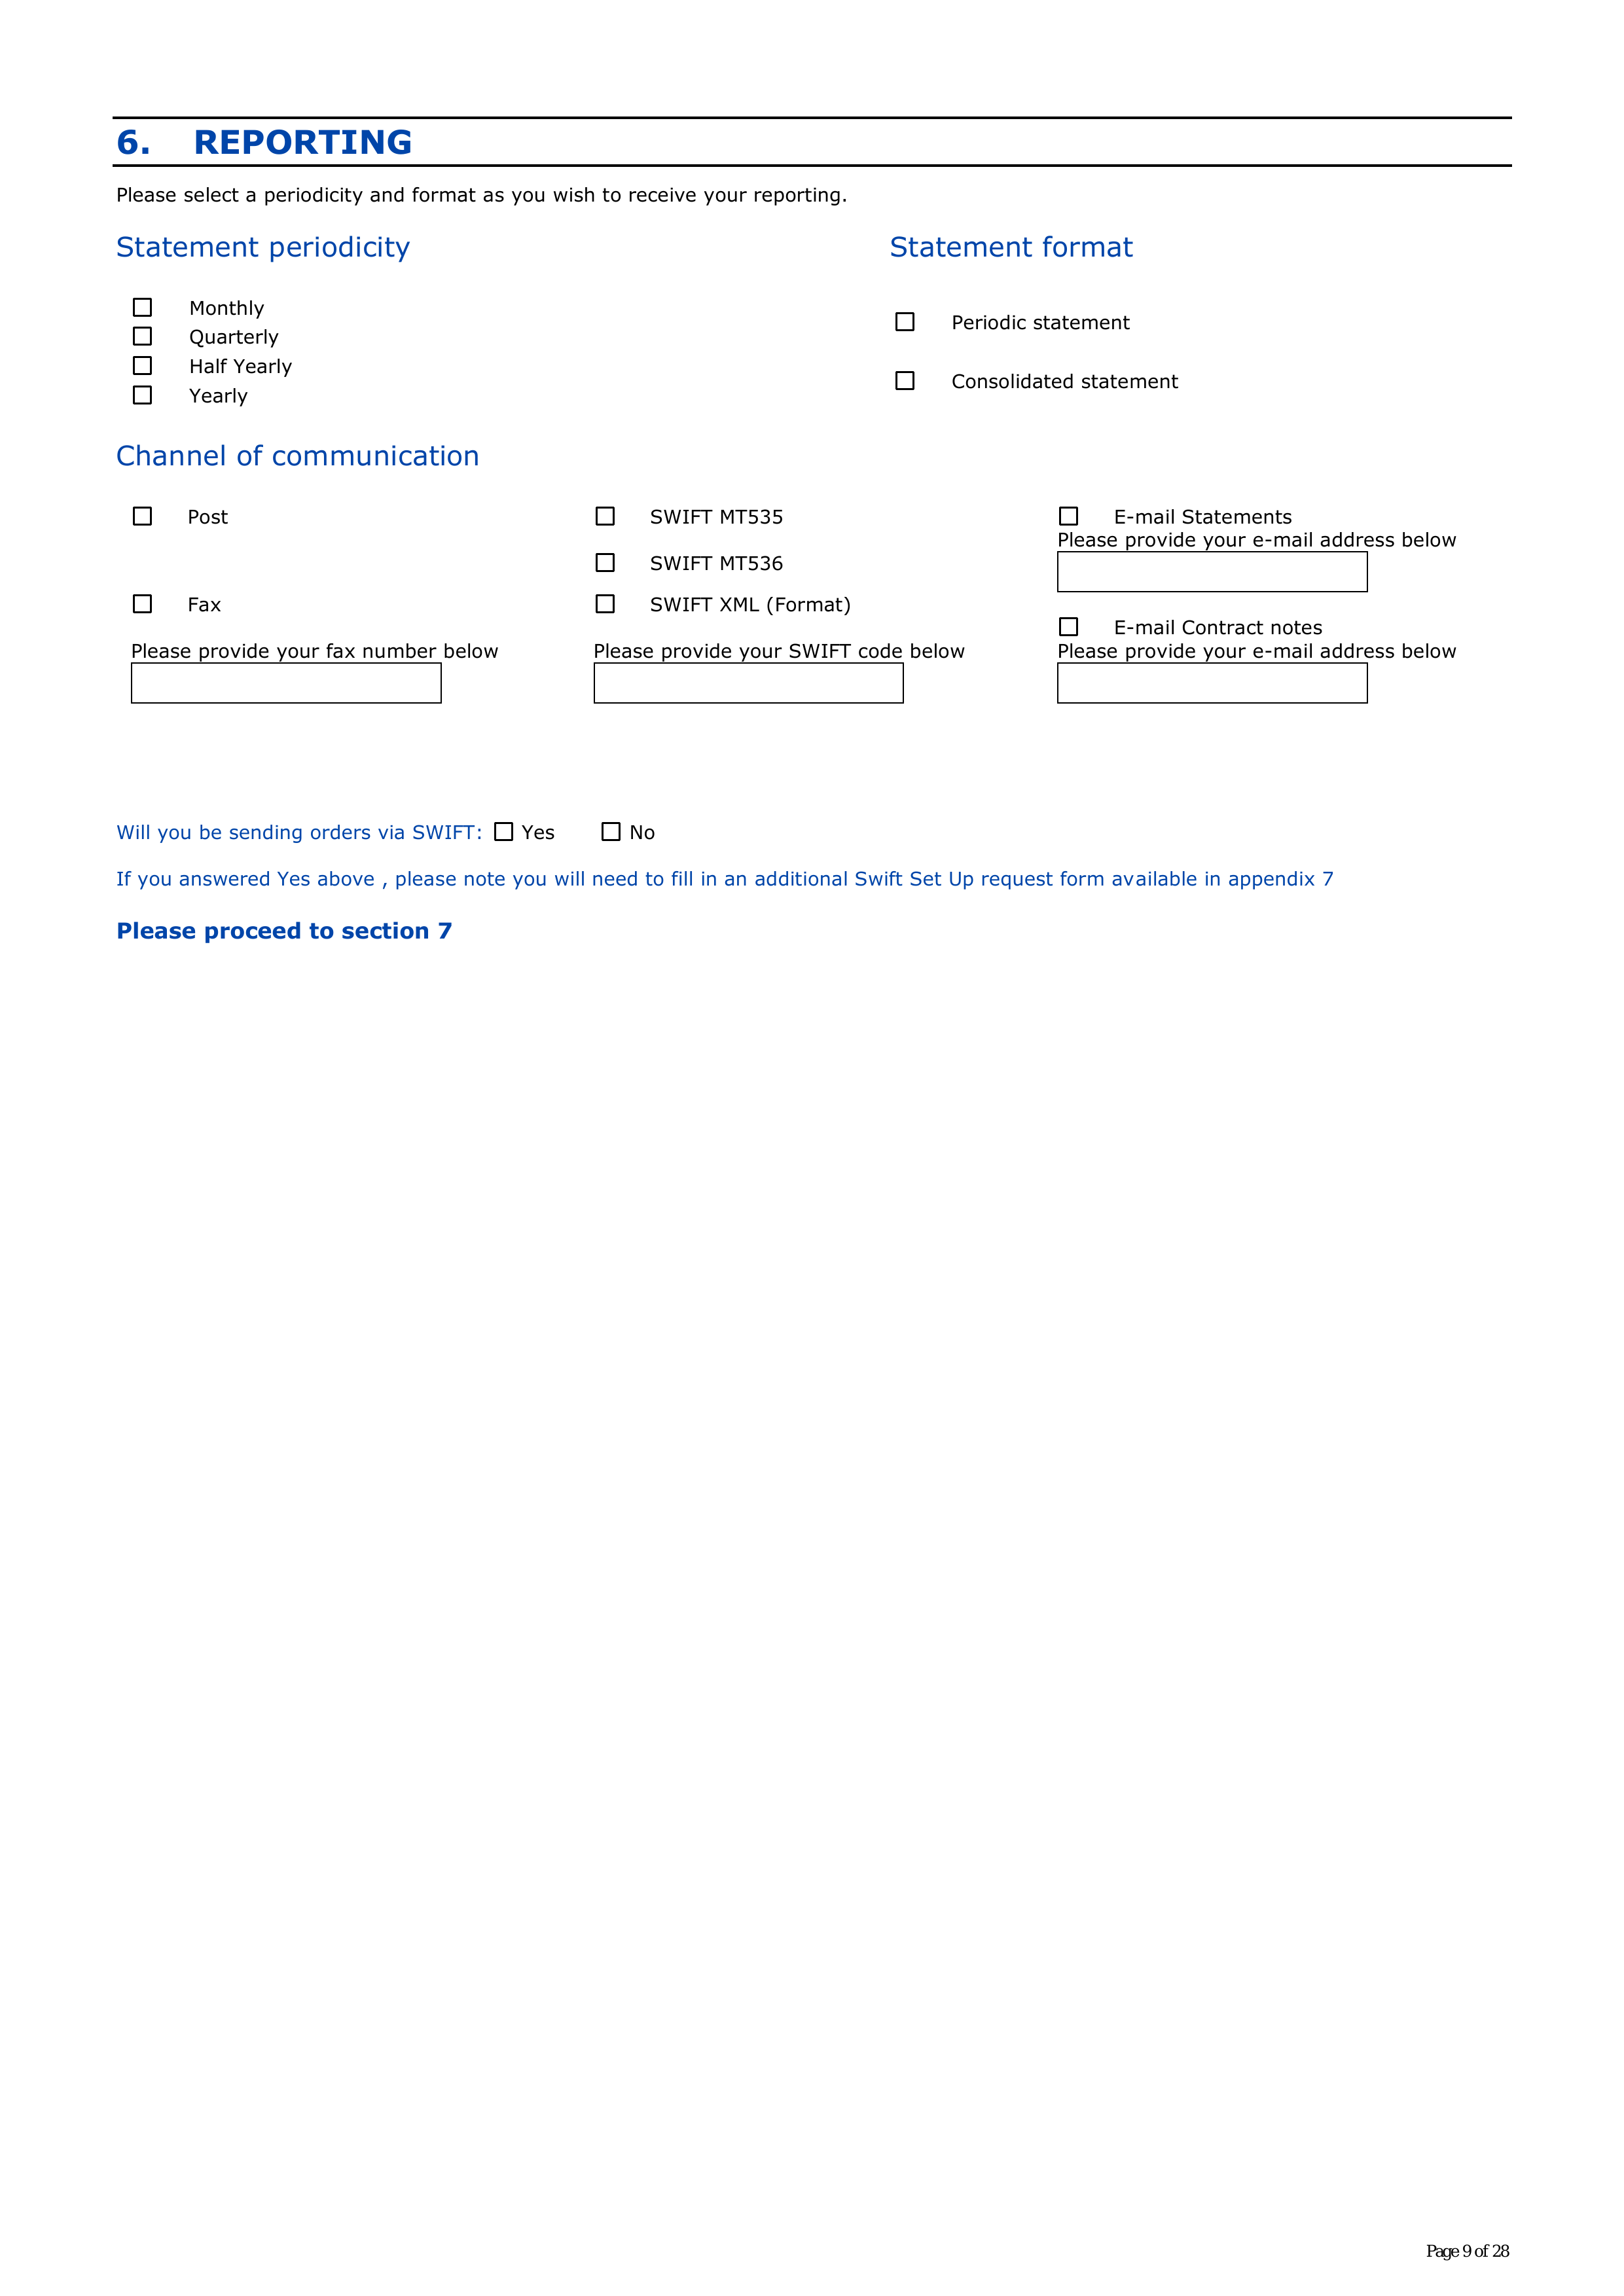 6. REPORTING
Please select a periodicity and format as you wish to receive your reporting.
Statement periodicity
Monthly
Quarterly
Half Yearly
Yearly
Statement format
Periodic statement
Consolidated statement
Channel of communication
Post
Fax
Please provide your fax number below
SWIFT MT535
SWIFT MT536
SWIFT XML (Format)
Please provide your SWIFT code below
E-mail Statements
Please provide your e-mail address below
E-mail Contract notes
Please provide your e-mail address below
Will you be sending orders via SWIFT: Yes No
If you answered Yes above , please note you will need to fill in an additional Swift Set Up request form available in appendix 7
Please proceed to section 7
Page 9 of 28